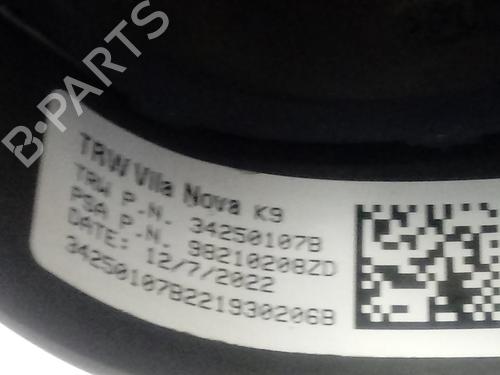 B-PARTS
TRW Vila Nova K9
TRW P-N. 34250107B
PSA P-N. 98210208ZD
DATE: 12/7/2022
34250107B221930206B